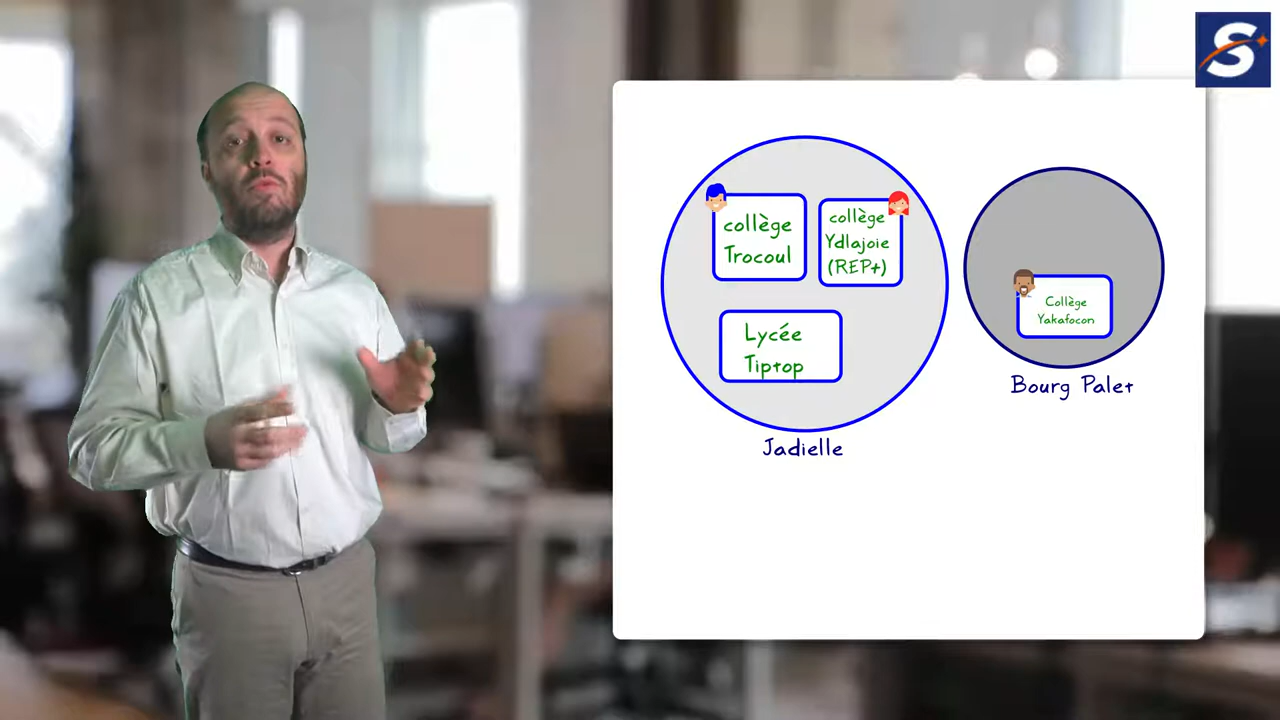 S
collège
Trocoul
collège
Ydlajoie
(REP+)
Lycée
Tiptop
Jadielle
Collège
Yakafocon
Bourg Palet